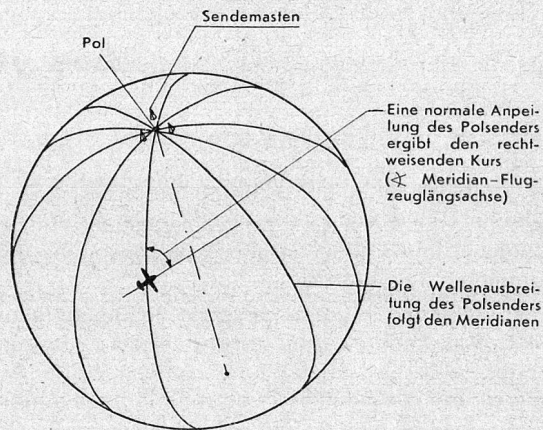 Sendemasten
Pol
Eine normale Anpei-
lung des Polsenders
ergibt den recht-
weisenden Kurs
(∢ Meridian-Flug-
zeuglängsachse)
Die Wellenausbrei-
tung des Polsenders
folgt den Meridianen